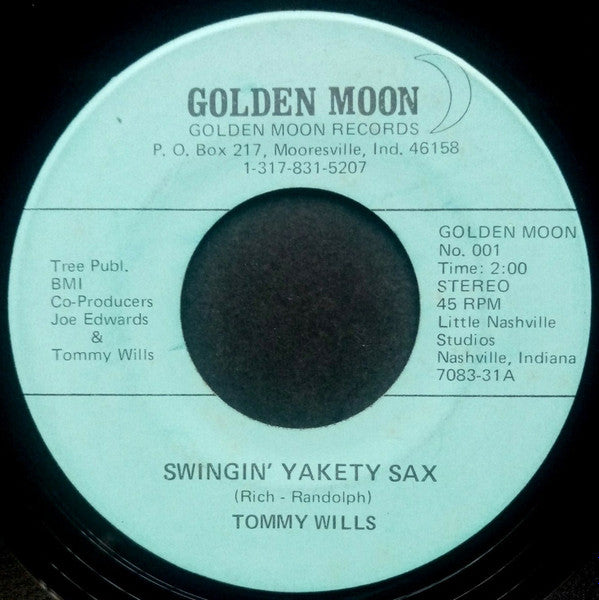 GOLDEN MOON
GOLDEN MOON RECORDS
P. O. Box 217, Mooresville, Ind. 46158
1-317-831-5207
Tree Publ.
BMI
Co-Producers
Joe Edwards
&
Tommy Wills
GOLDEN MOON
No. 001
Time: 2:00
STEREO
45 RPM
Little Nashville
Studios
Nashville, Indiana
7083-31A
SWINGIN' YAKETY SAX
(Rich - Randolph)
TOMMY WILLS